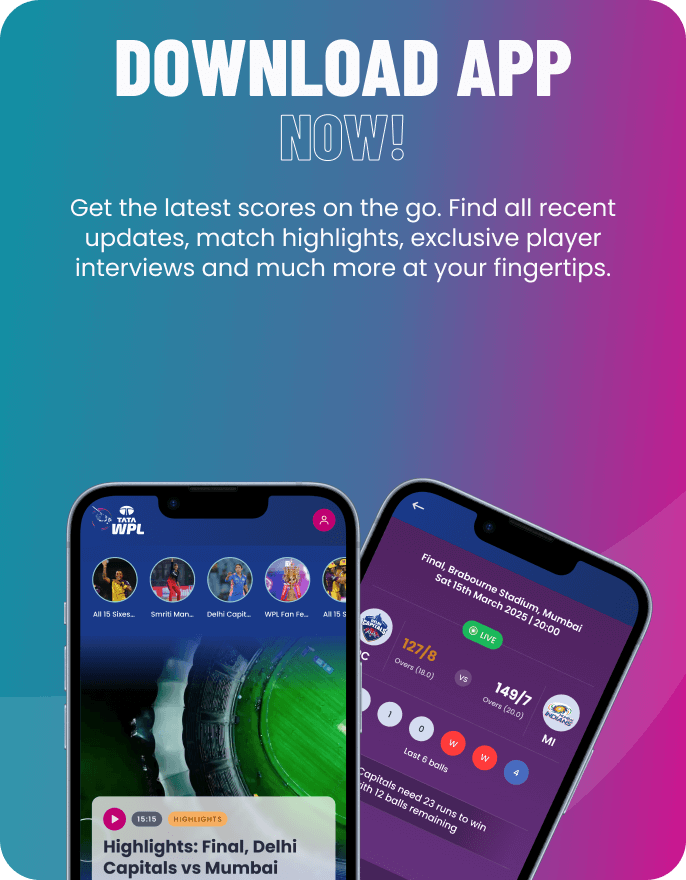 DOWNLOAD APP
NOW!
Get the latest scores on the go. Find all recent
updates, match highlights, exclusive player
interviews and much more at your fingertips.
TATA
WPL
All 15 Sixes...
Smriti Man...
Delhi Capit...
WPL Fan Fe...
All 15 S
15:15
HIGHLIGHTS
Highlights: Final, Delhi
Capitals vs Mumbai
Final, Brabourne Stadium, Mumbai
Sat 15th March 2025 | 20:00
LIVE
CAPITALS
C
127/8
Overs (18.0)
VS
149/7
Overs (20.0)
INDIANS
MI
1
0
W
W
4
Last 6 balls
Capitals need 23 runs to win
ith 12 balls remaining